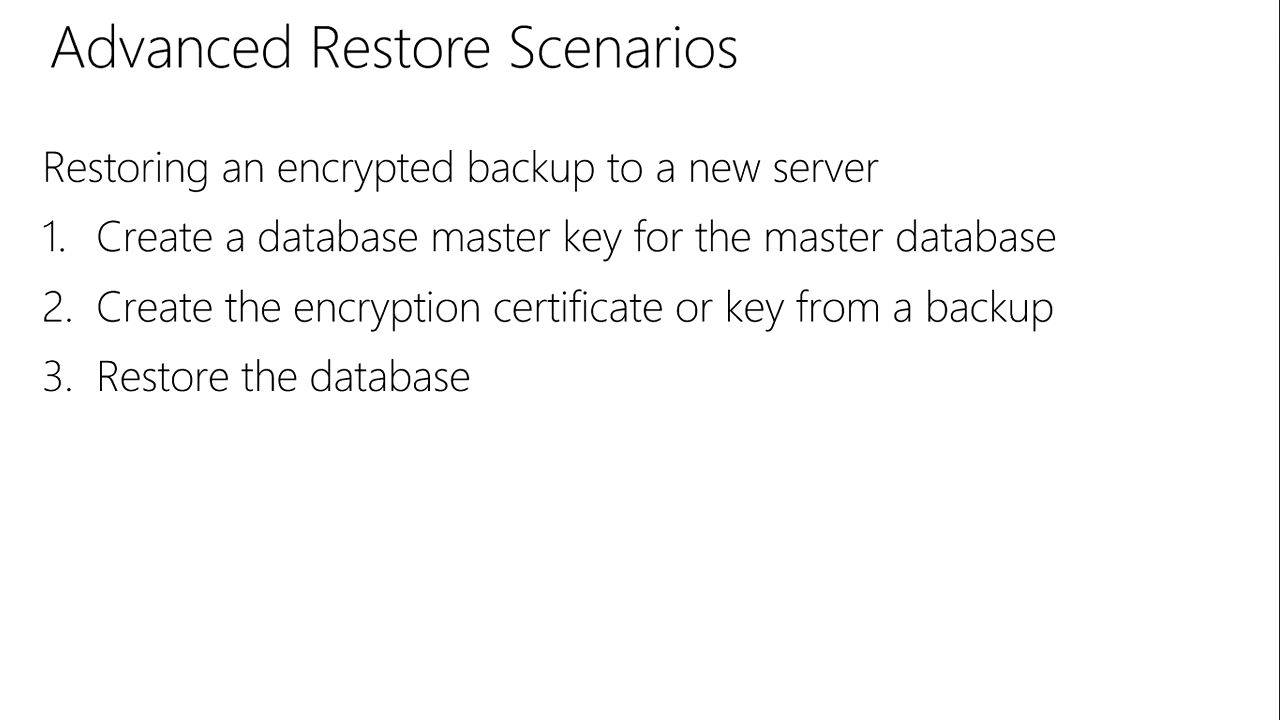 Advanced Restore Scenarios
Restoring an encrypted backup to a new server
1. Create a database master key for the master database
2. Create the encryption certificate or key from a backup
3. Restore the database